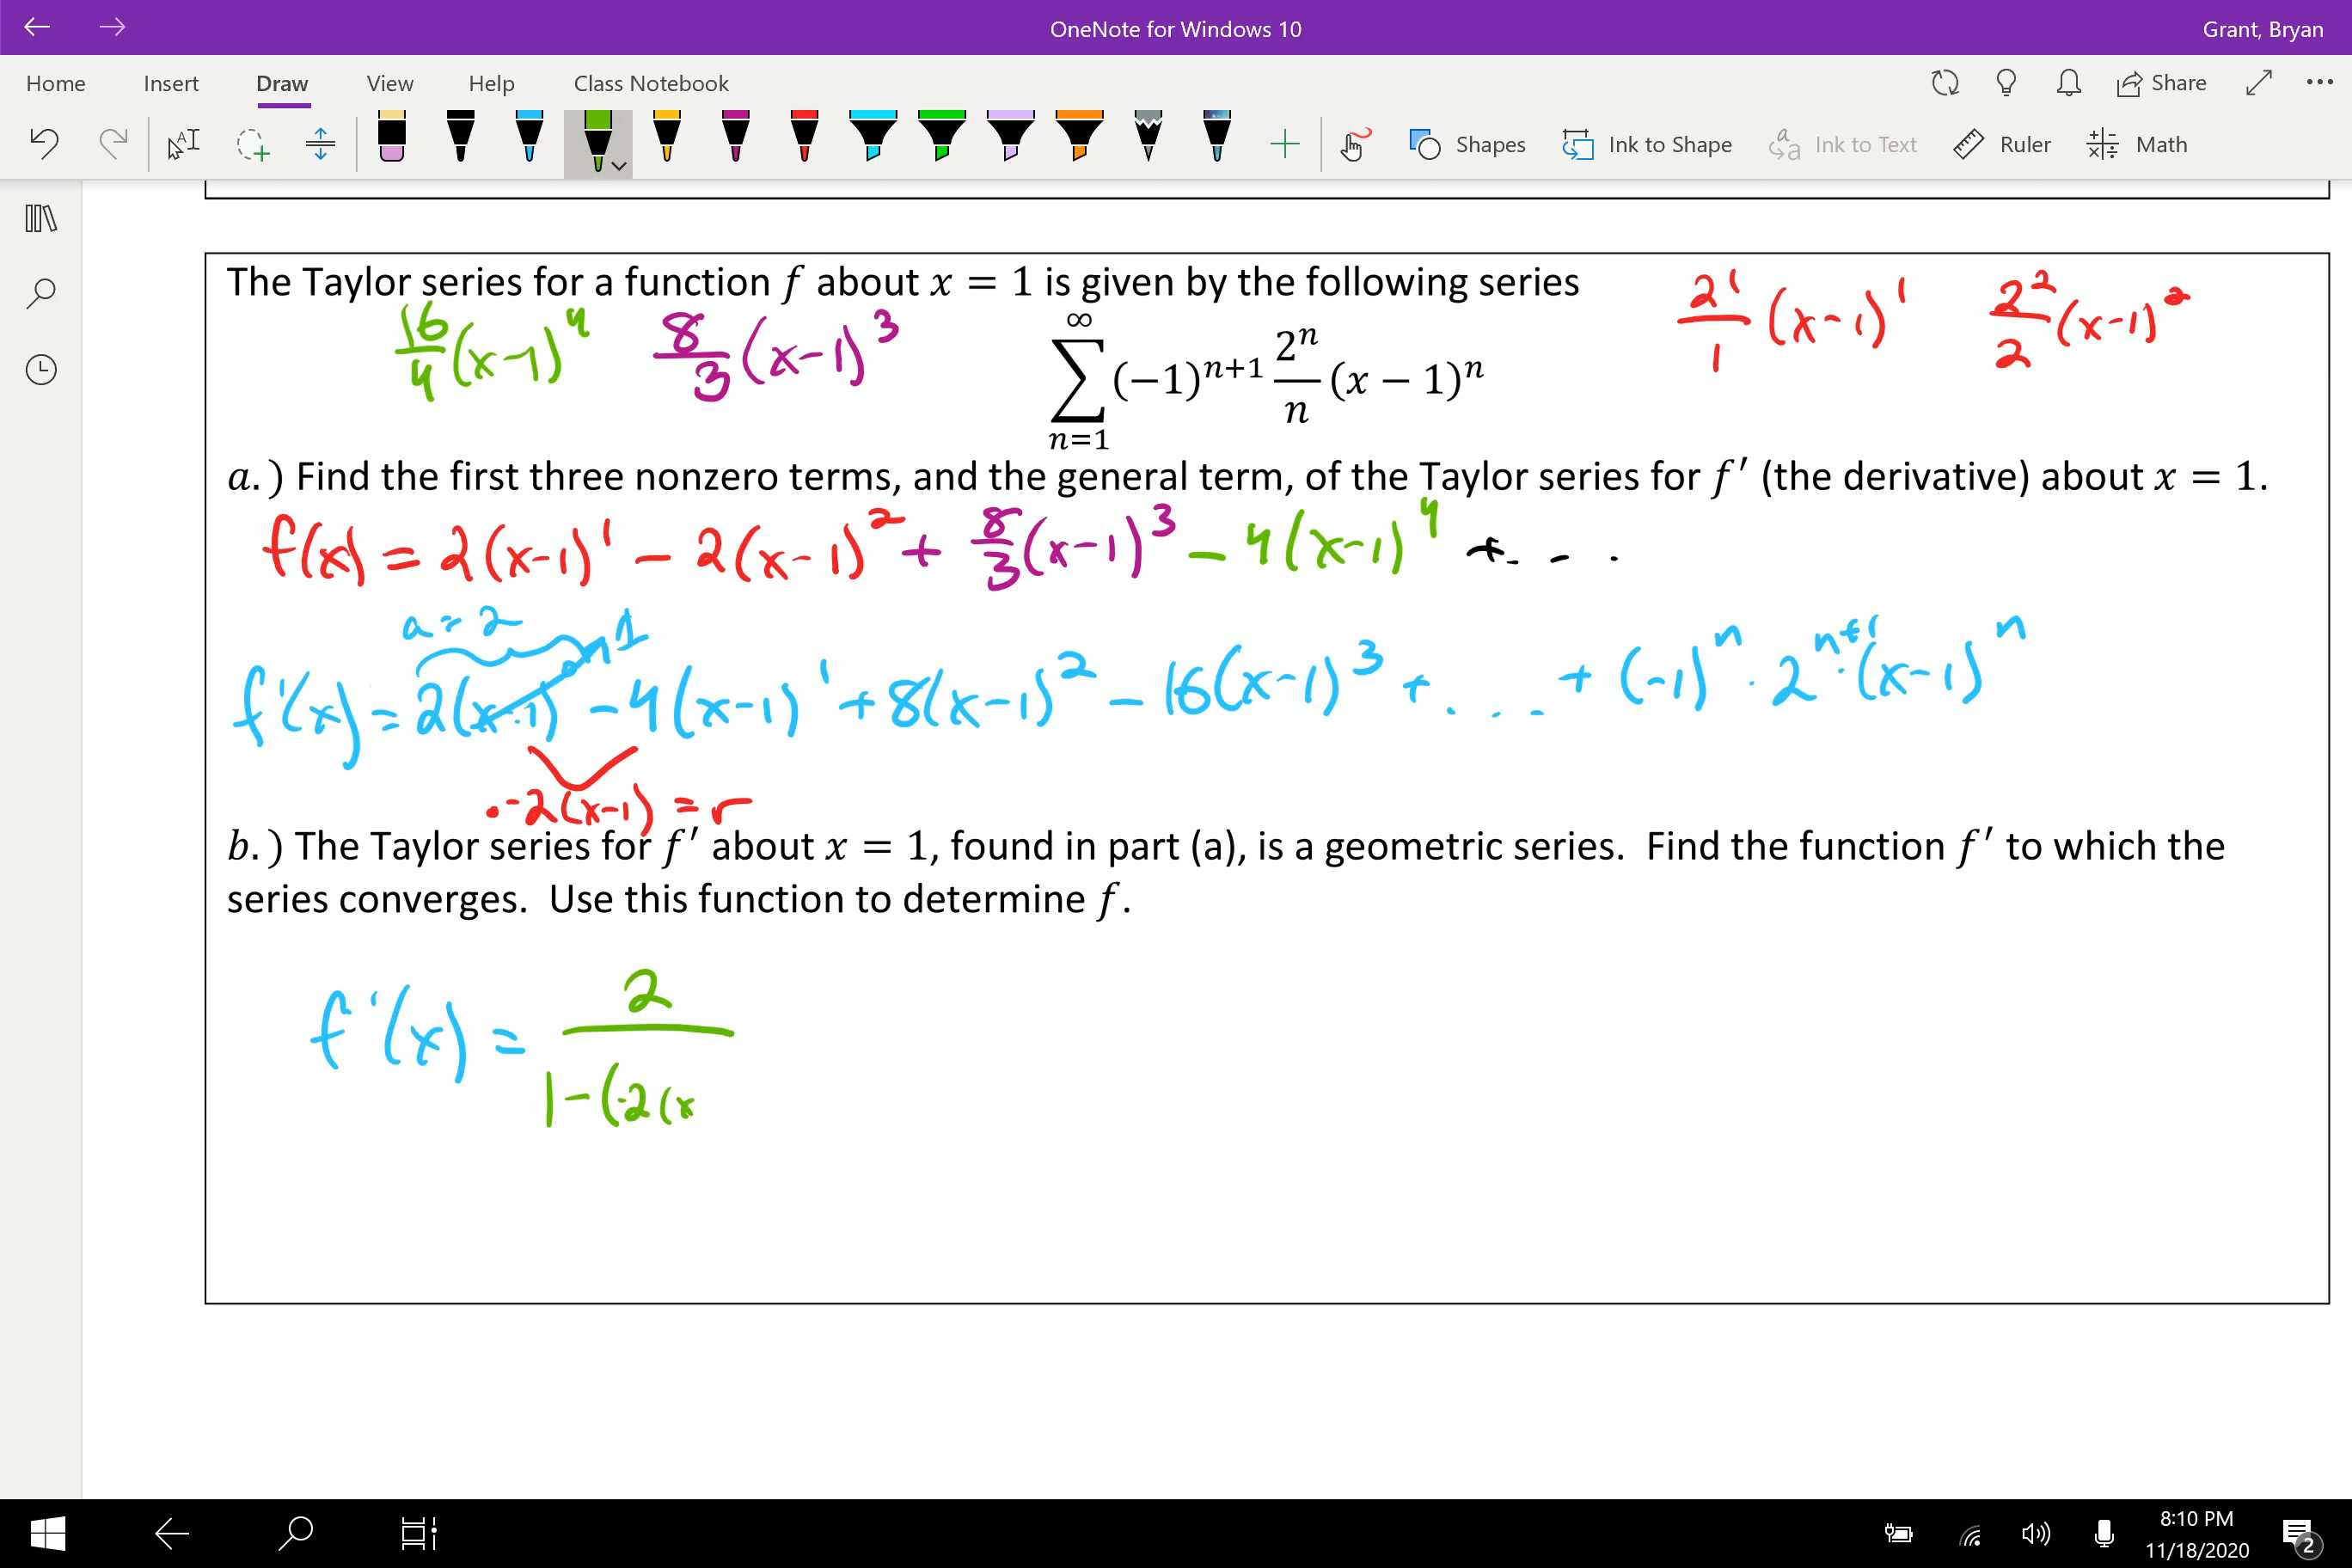 OneNote for Windows 10
Grant, Bryan
Home Insert Draw View Help Class Notebook Share
Shapes Ink to Shape Ink to Text Ruler Math
The Taylor series for a function f about x = 1 is given by the following series
16/4 (x-1)^4 8/3 (x-1)^3 ∑_{n=1}^{∞} (−1)^{n+1} 2^n/n (x − 1)^n 2^1/1 (x-1)^1 2^2/2 (x-1)^2
a.) Find the first three nonzero terms, and the general term, of the Taylor series for f′ (the derivative) about x = 1.
f(x) = 2(x-1)^1 - 2(x-1)^2 + 8/3 (x-1)^3 - 4(x-1)^4 + . . .
a = 2 1
f'(x) = 2(x-1) - 4(x-1)^1 + 8(x-1)^2 - 16(x-1)^3 + . . . . + (-1)^n · 2^{n+1} · (x-1)^n
· -2(x-1) = r
b.) The Taylor series for f′ about x = 1, found in part (a), is a geometric series. Find the function f′ to which the
series converges. Use this function to determine f.
f'(x) = 2 / 1-(-2(x
8:10 PM
11/18/2020
2